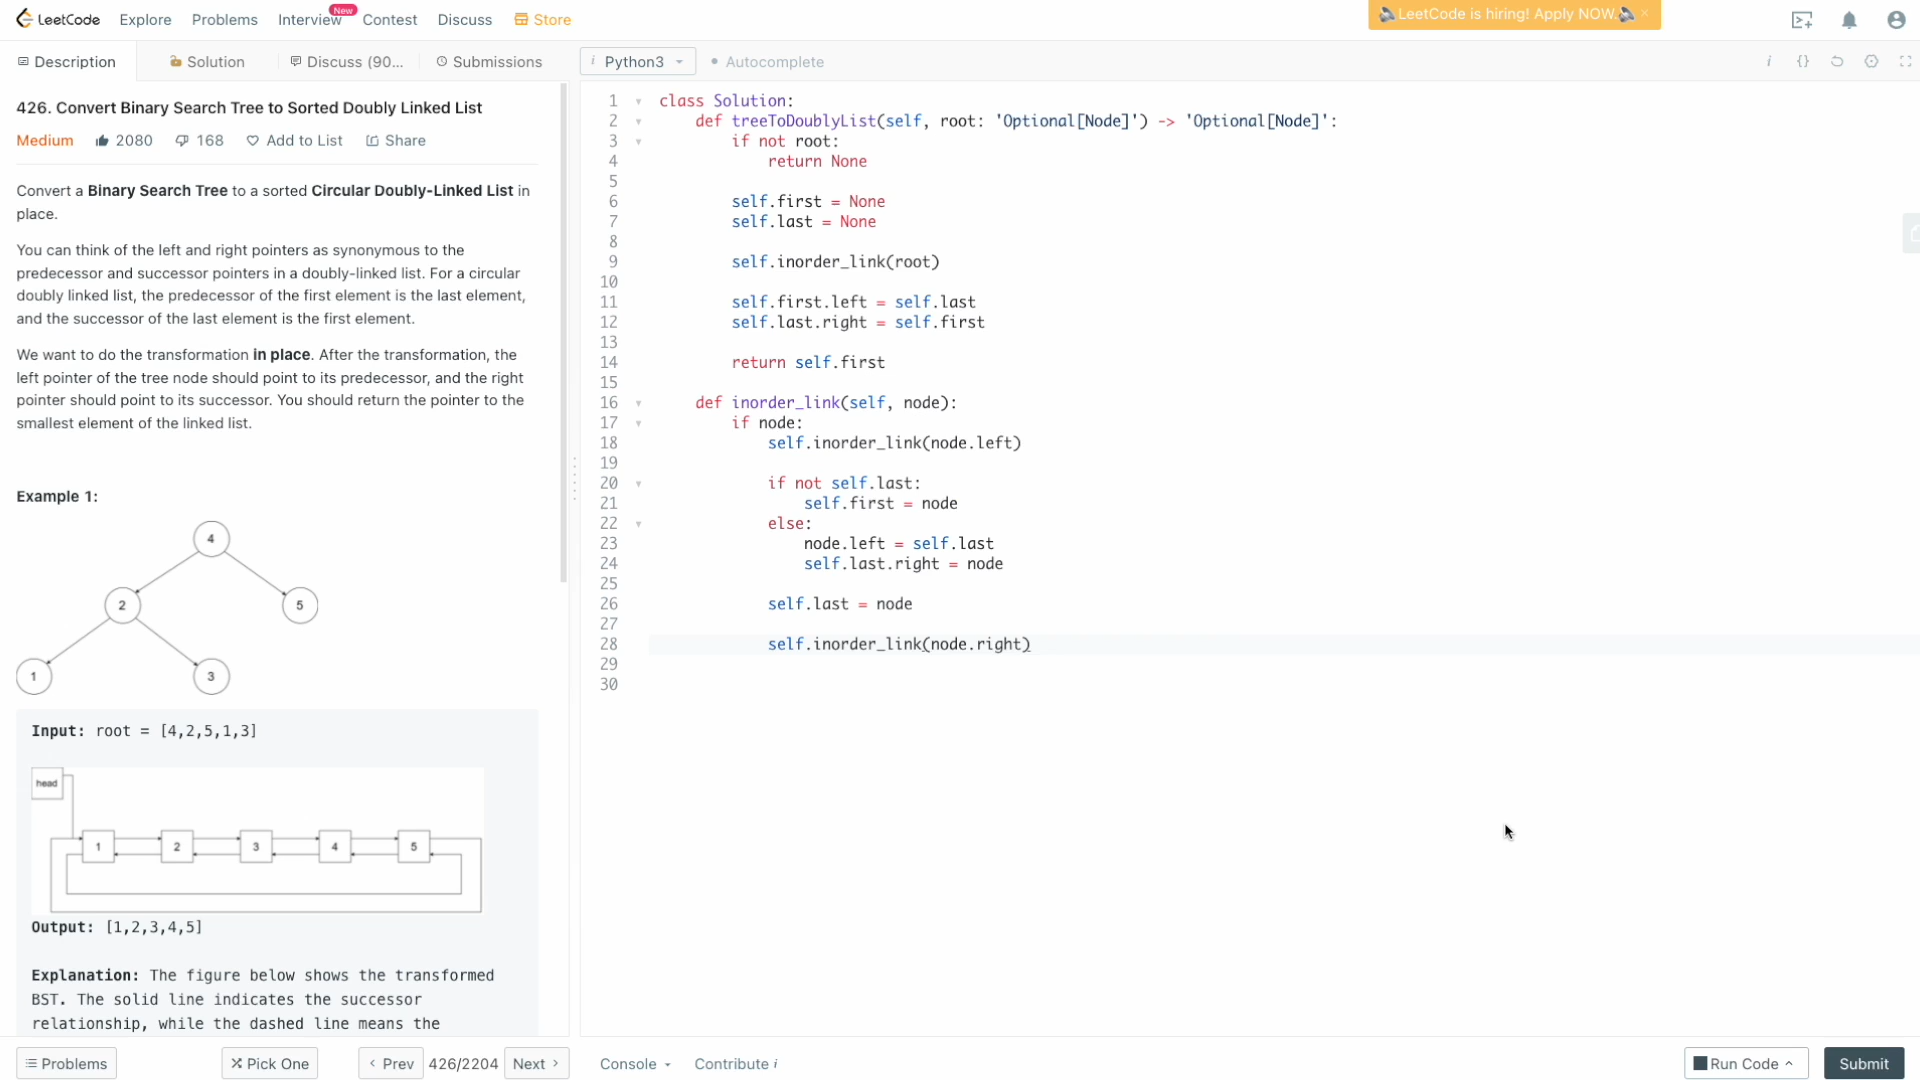 LeetCode Explore Problems Interview New Contest Discuss Store LeetCode is hiring! Apply NOW. ×
Description Solution Discuss (90... Submissions Python3 Autocomplete i {}
426. Convert Binary Search Tree to Sorted Doubly Linked List
Medium 2080 168 Add to List Share
Convert a Binary Search Tree to a sorted Circular Doubly-Linked List in
place.
You can think of the left and right pointers as synonymous to the
predecessor and successor pointers in a doubly-linked list. For a circular
doubly linked list, the predecessor of the first element is the last element,
and the successor of the last element is the first element.
We want to do the transformation in place. After the transformation, the
left pointer of the tree node should point to its predecessor, and the right
pointer should point to its successor. You should return the pointer to the
smallest element of the linked list.
Example 1:
4
2 5
1 3
Input: root = [4,2,5,1,3]
head
1 2 3 4 5
Output: [1,2,3,4,5]
Explanation: The figure below shows the transformed
BST. The solid line indicates the successor
relationship, while the dashed line means the
1 class Solution:
2     def treeToDoublyList(self, root: 'Optional[Node]') -> 'Optional[Node]':
3         if not root:
4             return None
5
6         self.first = None
7         self.last = None
8
9         self.inorder_link(root)
10
11         self.first.left = self.last
12         self.last.right = self.first
13
14         return self.first
15
16     def inorder_link(self, node):
17         if node:
18             self.inorder_link(node.left)
19
20             if not self.last:
21                 self.first = node
22             else:
23                 node.left = self.last
24                 self.last.right = node
25
26             self.last = node
27
28             self.inorder_link(node.right)
29
30
Problems Pick One Prev 426/2204 Next Console Contribute i Run Code Submit